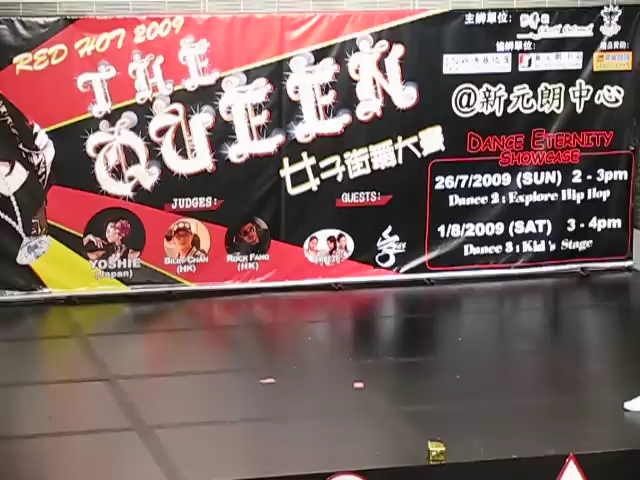 RED HOT 2009
THE
QUEEN
女子街舞大賽
主辦單位:
協辦單位:
@新元朗中心
DANCE ETERNITY
SHOWCASE
26/7/2009 (SUN) 2 - 3pm
Dance 2 : Explore Hip Hop
1/8/2009 (SAT) 3 - 4pm
Dance 3 : Kid's Stage
JUDGES:
YOSHIE
(Japan)
BILLY CHAN
(HK)
ROCK FANG
(HK)
GUESTS: